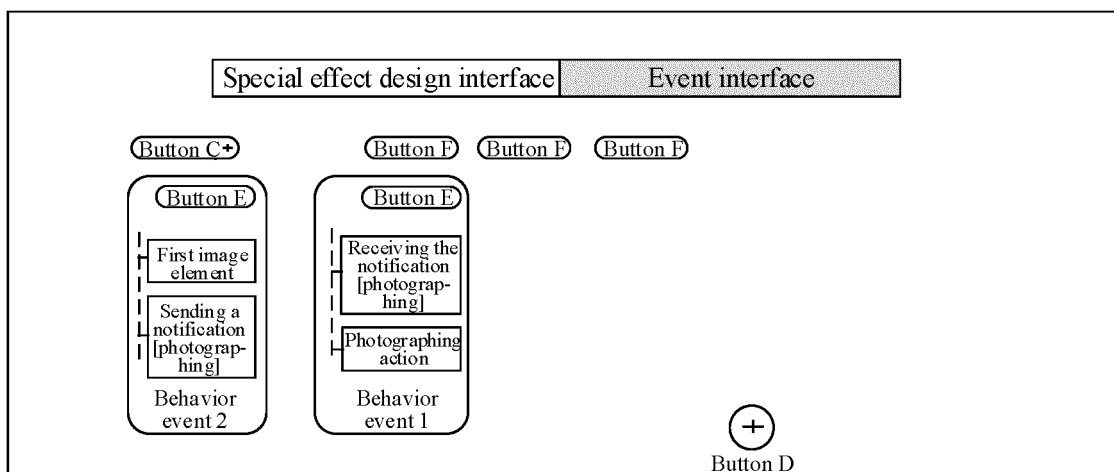 Special effect design interface
Event interface
Button C+
Button F
Button F
Button F
Button E
First image
element
Sending a
notification
[photograp-
hing]
Behavior
event 2
Button E
Receiving the
notification
[photograp-
hing]
Photographing
action
Behavior
event 1
+
Button D